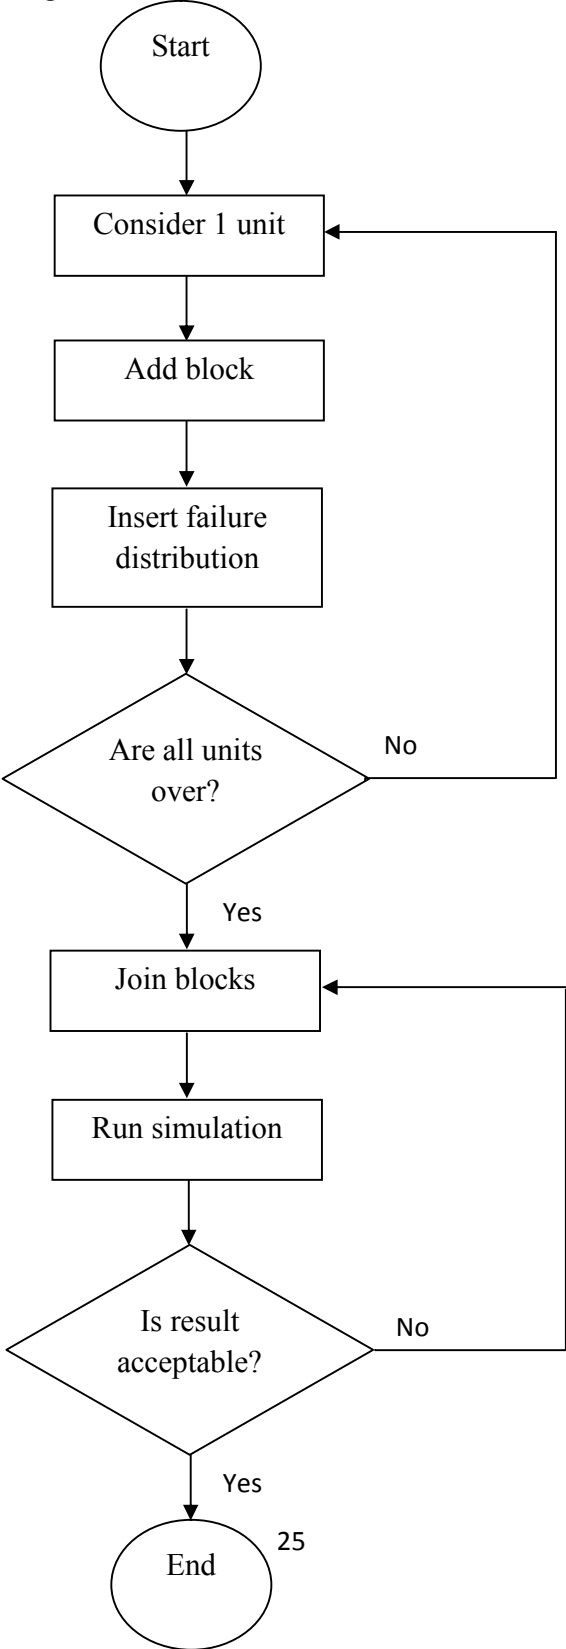 Start
Consider 1 unit
Add block
Insert failure
distribution
Are all units
over?
No
Yes
Join blocks
Run simulation
Is result
acceptable?
No
Yes
End
25